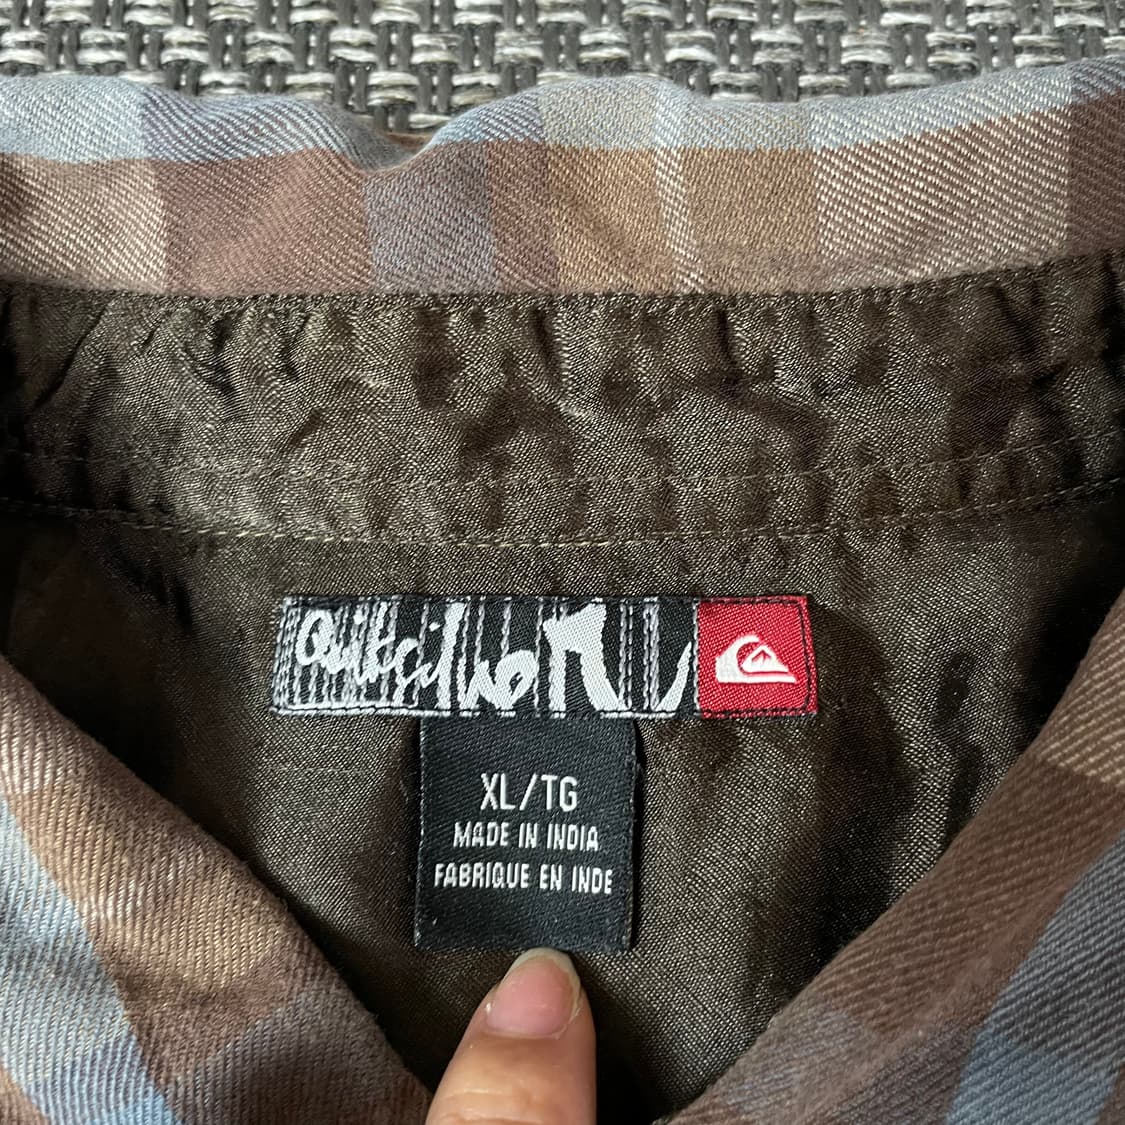 Quiksilver
XL/TG
MADE IN INDIA
FABRIQUE EN INDE